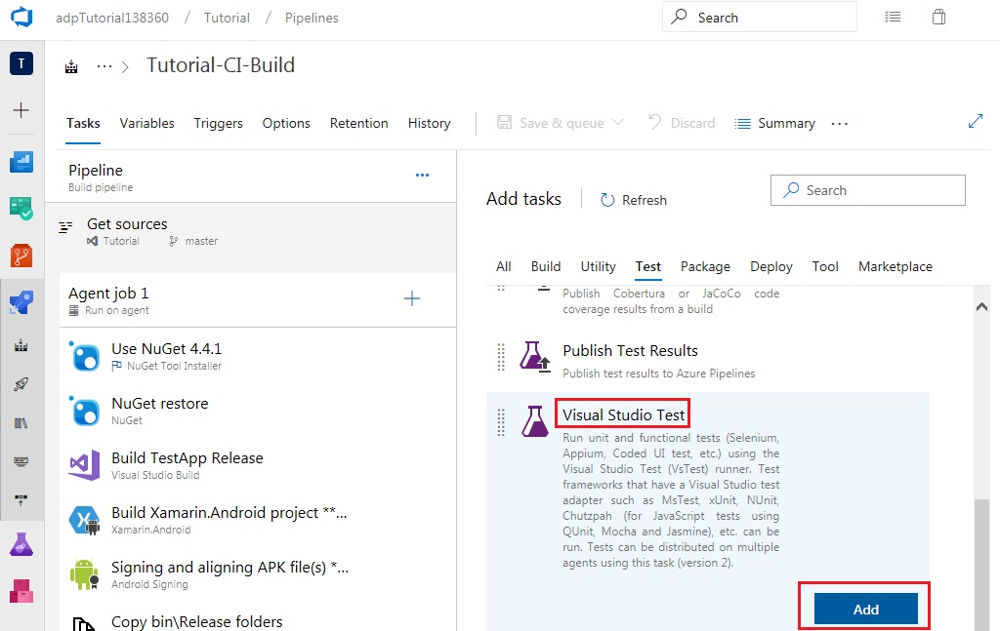 adpTutorial138360 / Tutorial / Pipelines
Search
T
... > Tutorial-CI-Build
Tasks Variables Triggers Options Retention History Save & queue Discard Summary ...
Pipeline
Build pipeline
...
Get sources
Tutorial master
Agent job 1
Run on agent
Use NuGet 4.4.1
NuGet Tool Installer
NuGet restore
NuGet
Build TestApp Release
Visual Studio Build
Build Xamarin.Android project **...
Xamarin.Android
Signing and aligning APK file(s) *...
Android Signing
Copy bin\Release folders
Add tasks Refresh
Search
All Build Utility Test Package Deploy Tool Marketplace
Publish Cobertura or JaCoCo code
coverage results from a build
Publish Test Results
Publish test results to Azure Pipelines
Visual Studio Test
Run unit and functional tests (Selenium,
Appium, Coded UI test, etc.) using the
Visual Studio Test (VsTest) runner. Test
frameworks that have a Visual Studio test
adapter such as MsTest, xUnit, NUnit,
Chutzpah (for JavaScript tests using
QUnit, Mocha and Jasmine), etc. can be
run. Tests can be distributed on multiple
agents using this task (version 2).
Add